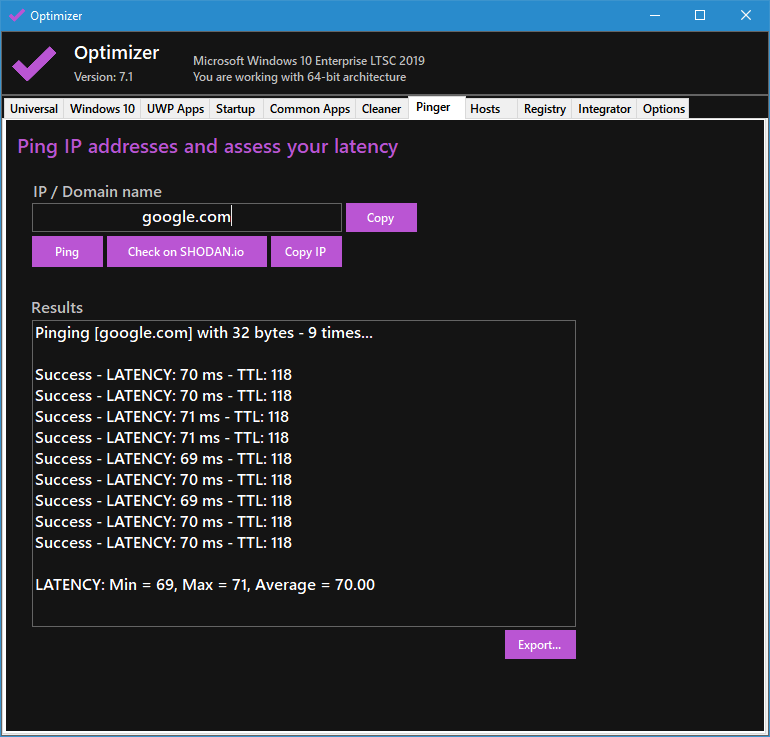 Optimizer
Optimizer
Version: 7.1
Microsoft Windows 10 Enterprise LTSC 2019
You are working with 64-bit architecture
Universal Windows 10 UWP Apps Startup Common Apps Cleaner Pinger Hosts Registry Integrator Options
Ping IP addresses and assess your latency
IP / Domain name
google.com Copy
Ping Check on SHODAN.io Copy IP
Results
Pinging [google.com] with 32 bytes - 9 times...
Success - LATENCY: 70 ms - TTL: 118
Success - LATENCY: 70 ms - TTL: 118
Success - LATENCY: 71 ms - TTL: 118
Success - LATENCY: 71 ms - TTL: 118
Success - LATENCY: 69 ms - TTL: 118
Success - LATENCY: 70 ms - TTL: 118
Success - LATENCY: 69 ms - TTL: 118
Success - LATENCY: 70 ms - TTL: 118
Success - LATENCY: 70 ms - TTL: 118
LATENCY: Min = 69, Max = 71, Average = 70.00
Export...